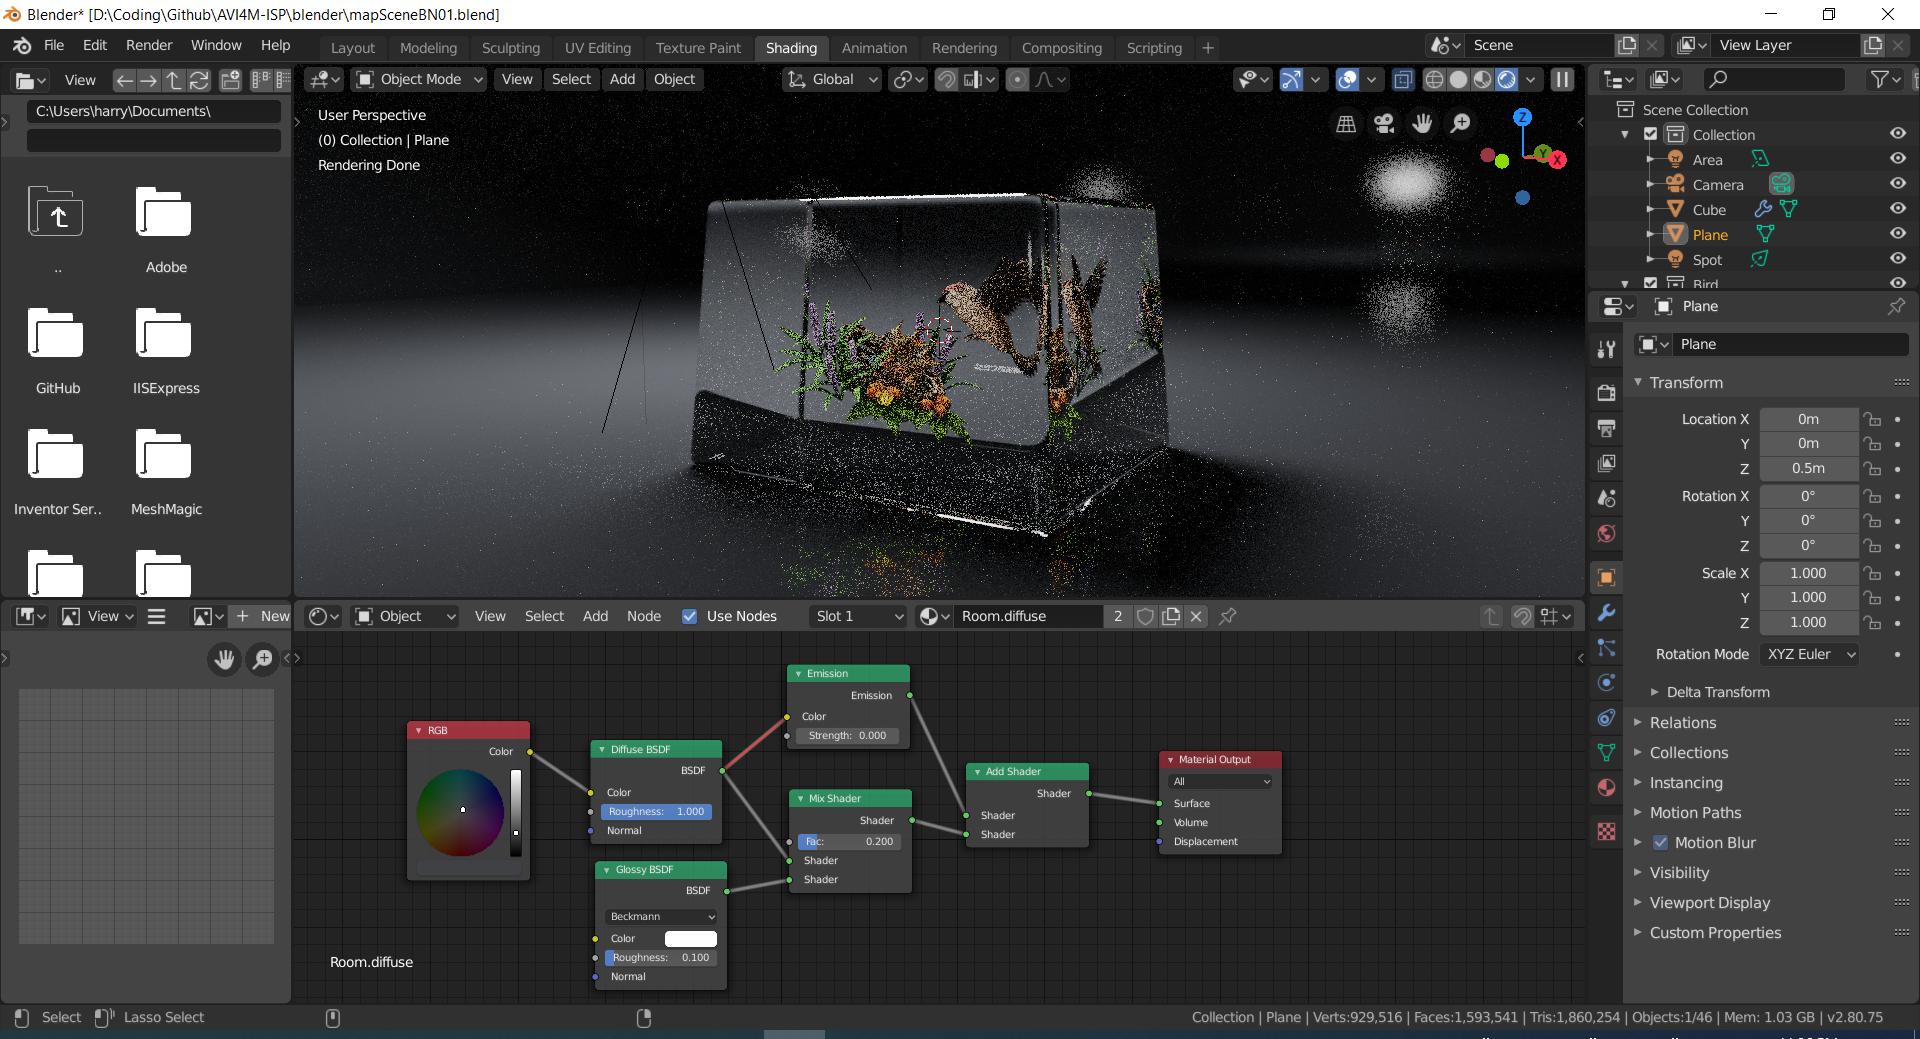 Blender* [D:\Coding\Github\AVI4M-ISP\blender\mapSceneBN01.blend]
File Edit Render Window Help Layout Modeling Sculpting UV Editing Texture Paint Shading Animation Rendering Compositing Scripting + Scene View Layer
View Object Mode View Select Add Object Global
C:\Users\harry\Documents\
User Perspective
(0) Collection | Plane
Rendering Done
Z
Y
X
..
Adobe
GitHub
IISExpress
Inventor Ser..
MeshMagic
Scene Collection
Collection
Area
Camera
Cube
Plane
Spot
Bird
Plane
Plane
Transform
Location X 0m
Y 0m
Z 0.5m
Rotation X 0°
Y 0°
Z 0°
Scale X 1.000
Y 1.000
Z 1.000
Rotation Mode XYZ Euler
Delta Transform
Relations
Collections
Instancing
Motion Paths
Motion Blur
Visibility
Viewport Display
Custom Properties
View + New
Object View Select Add Node Use Nodes Slot 1 Room.diffuse 2
RGB
Color
Diffuse BSDF
BSDF
Color
Roughness: 1.000
Normal
Glossy BSDF
BSDF
Beckmann
Color
Roughness: 0.100
Normal
Emission
Emission
Color
Strength: 0.000
Mix Shader
Shader
Fac: 0.200
Shader
Shader
Add Shader
Shader
Shader
Shader
Material Output
All
Surface
Volume
Displacement
Room.diffuse
Select Lasso Select
Collection | Plane | Verts:929,516 | Faces:1,593,541 | Tris:1,860,254 | Objects:1/46 | Mem: 1.03 GB | v2.80.75